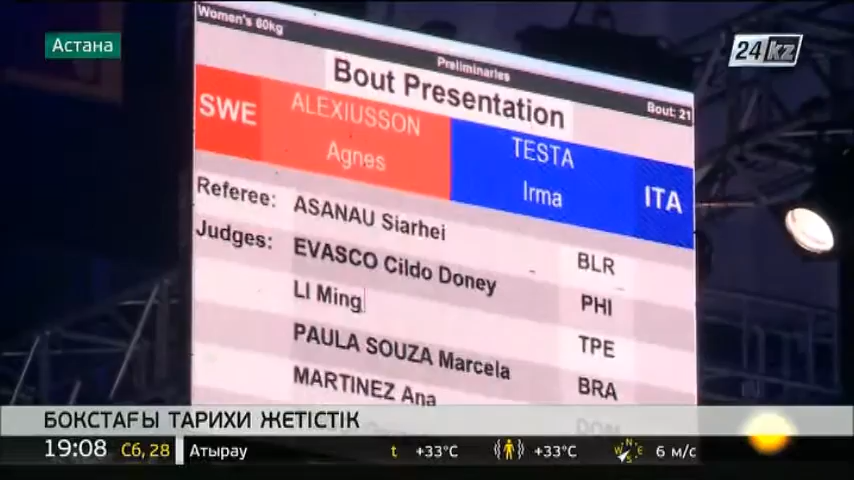 Астана
24kz
Women's 60kg
Preliminaries
Bout: 21
Bout Presentation
SWE ALEXIUSSON Agnes
TESTA Irma ITA
Referee: ASANAU Siarhei BLR
Judges: EVASCO Cildo Doney PHI
LI Ming TPE
PAULA SOUZA Marcela BRA
MARTINEZ Ana
БОКСТАҒЫ ТАРИХИ ЖЕТІСТІК
19:08 Сб, 28 Атырау t +33°C +33°C N E S W 6 м/с